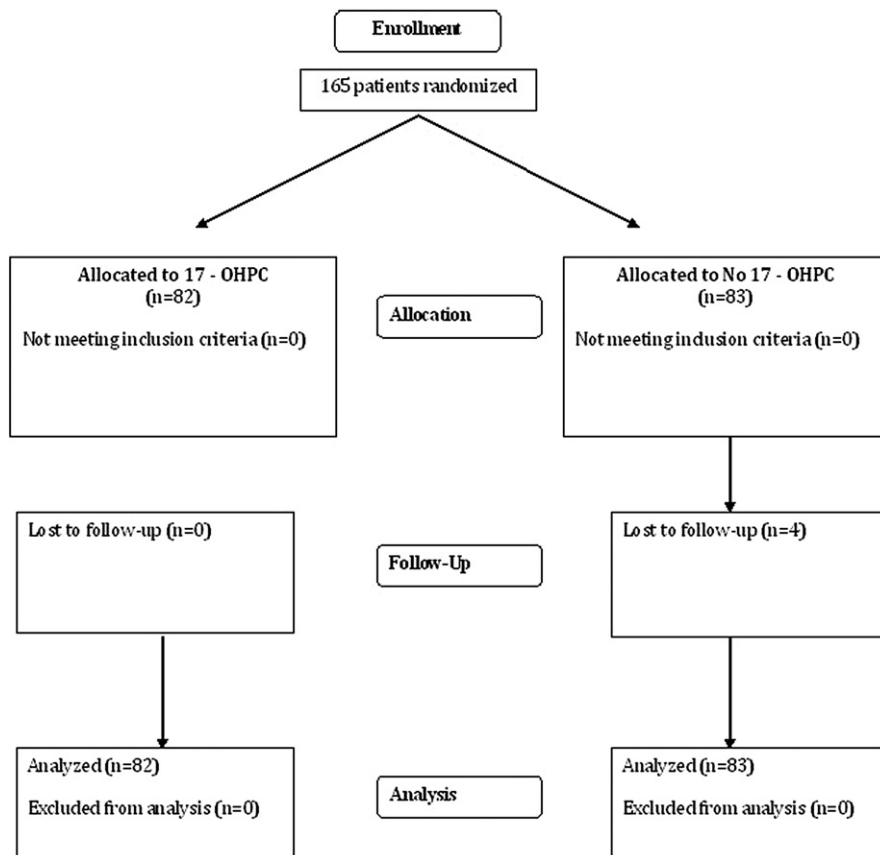 Enrollment
165 patients randomized
Allocated to 17 - OHPC
(n=82)
Not meeting inclusion criteria (n=0)
Allocation
Allocated to No 17 - OHPC
(n=83)
Not meeting inclusion criteria (n=0)
Lost to follow-up (n=0)
Follow-Up
Lost to follow-up (n=4)
Analyzed (n=82)
Excluded from analysis (n=0)
Analysis
Analyzed (n=83)
Excluded from analysis (n=0)